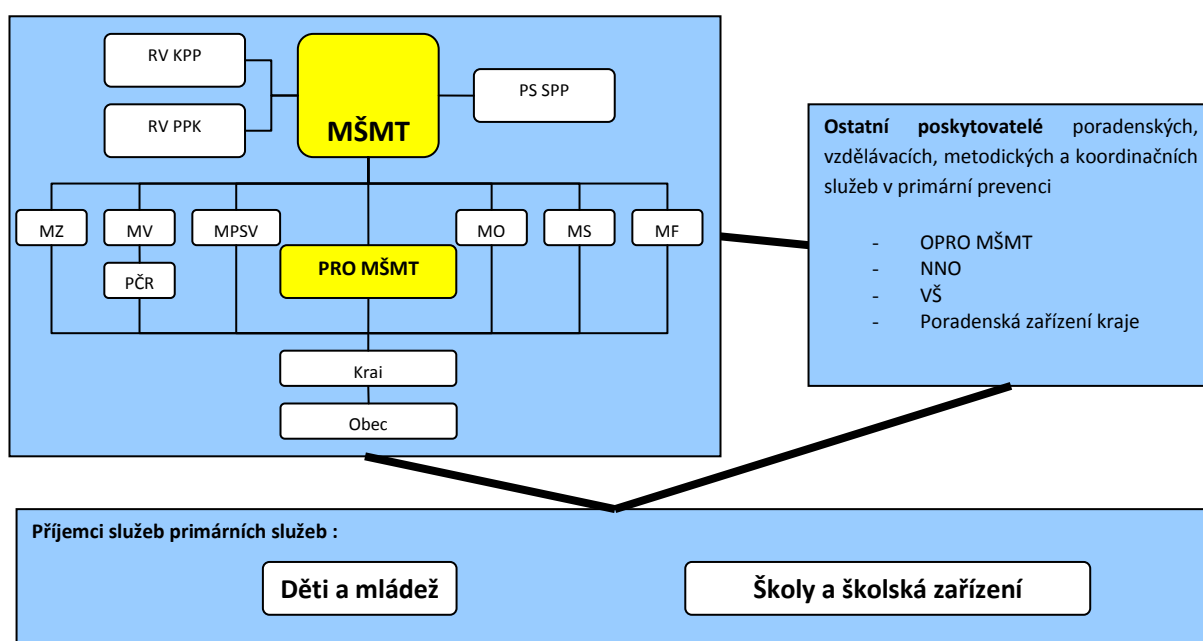 RV KPP
RV PPK
MŠMT
PS SPP
MZ
MV
MPSV
MO
MS
MF
PČR
PRO MŠMT
Krai
Obec
Ostatní poskytovatelé poradenských,
vzdělávacích, metodických a koordinačních
služeb v primární prevenci
- OPRO MŠMT
- NNO
- VŠ
- Poradenská zařízení kraje
Příjemci služeb primárních služeb :
Děti a mládež
Školy a školská zařízení